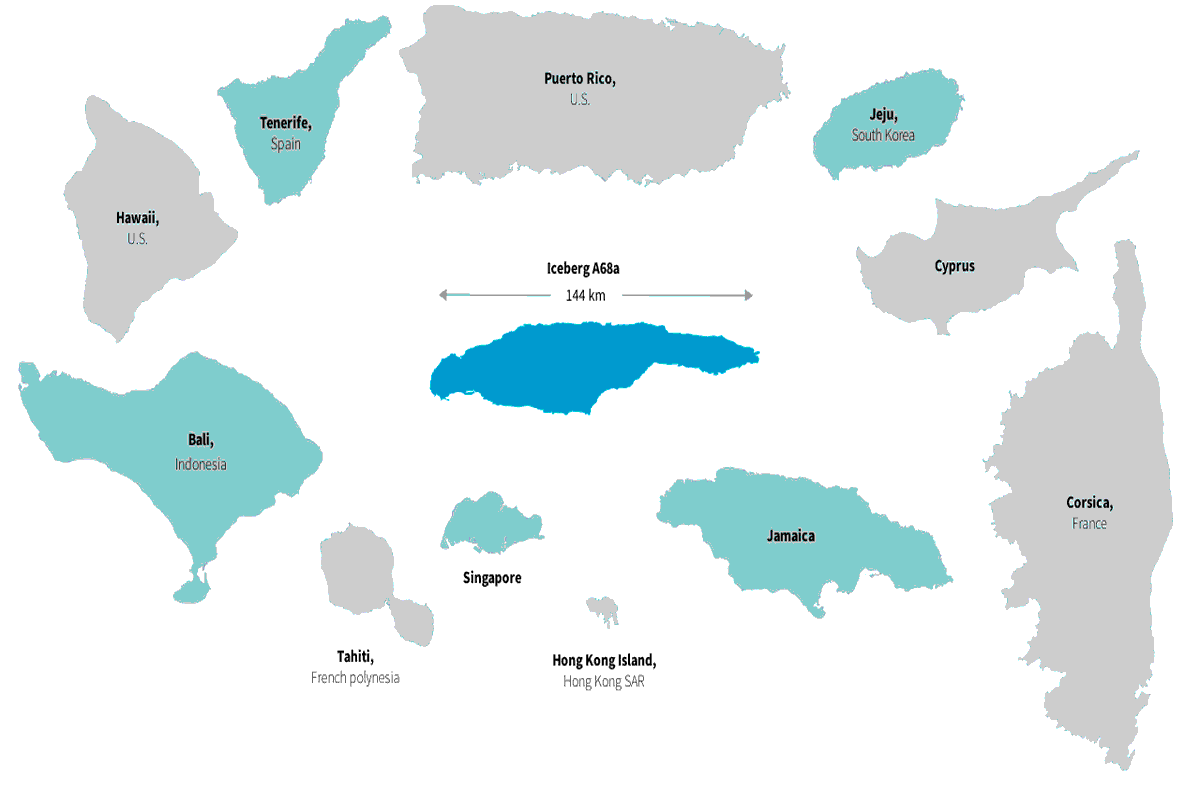 Puerto Rico,
U.S.
Tenerife,
Spain
Jeju,
South Korea
Hawaii,
U.S.
Iceberg A68a
144 km
Cyprus
Bali,
Indonesia
Corsica,
France
Jamaica
Singapore
Tahiti,
French polynesia
Hong Kong Island,
Hong Kong SAR